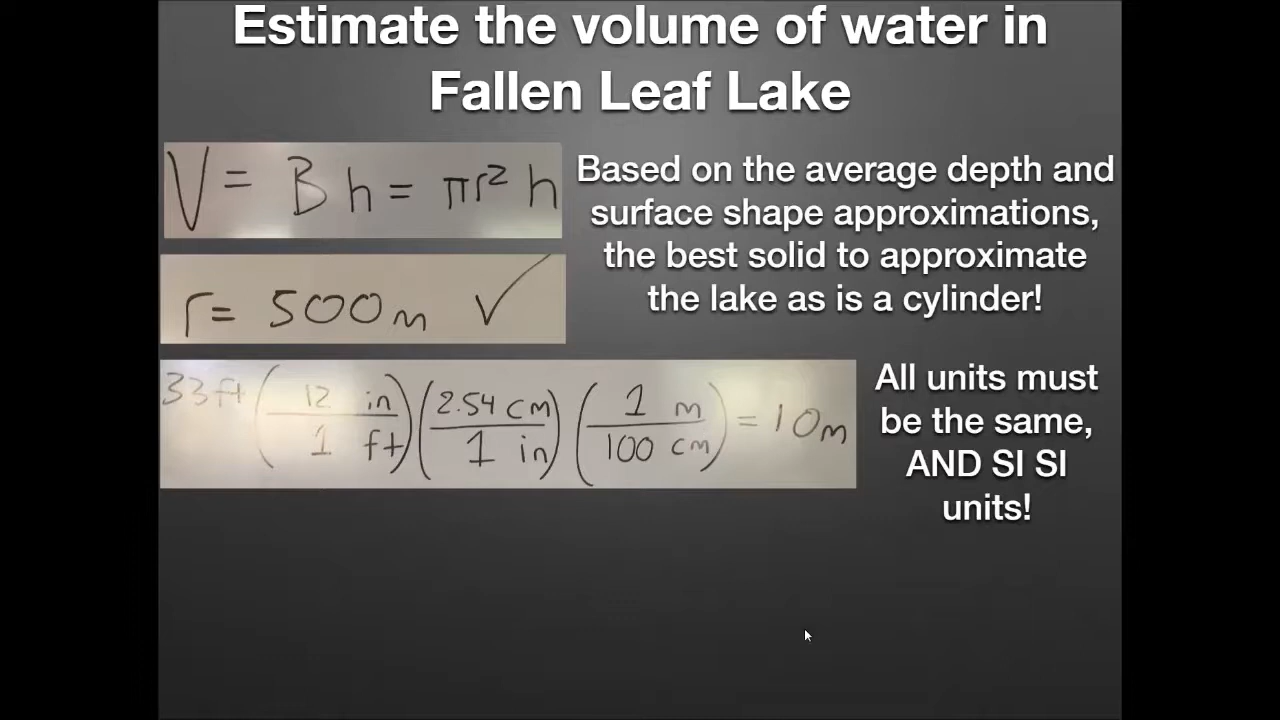 Estimate the volume of water in
Fallen Leaf Lake
V = Bh = πr² h
Based on the average depth and
surface shape approximations,
the best solid to approximate
the lake as is a cylinder!
r = 500m ✓
33ft (12 in / 1 ft) (2.54 cm / 1 in) (1 m / 100 cm) = 10m
All units must
be the same,
AND SI SI
units!